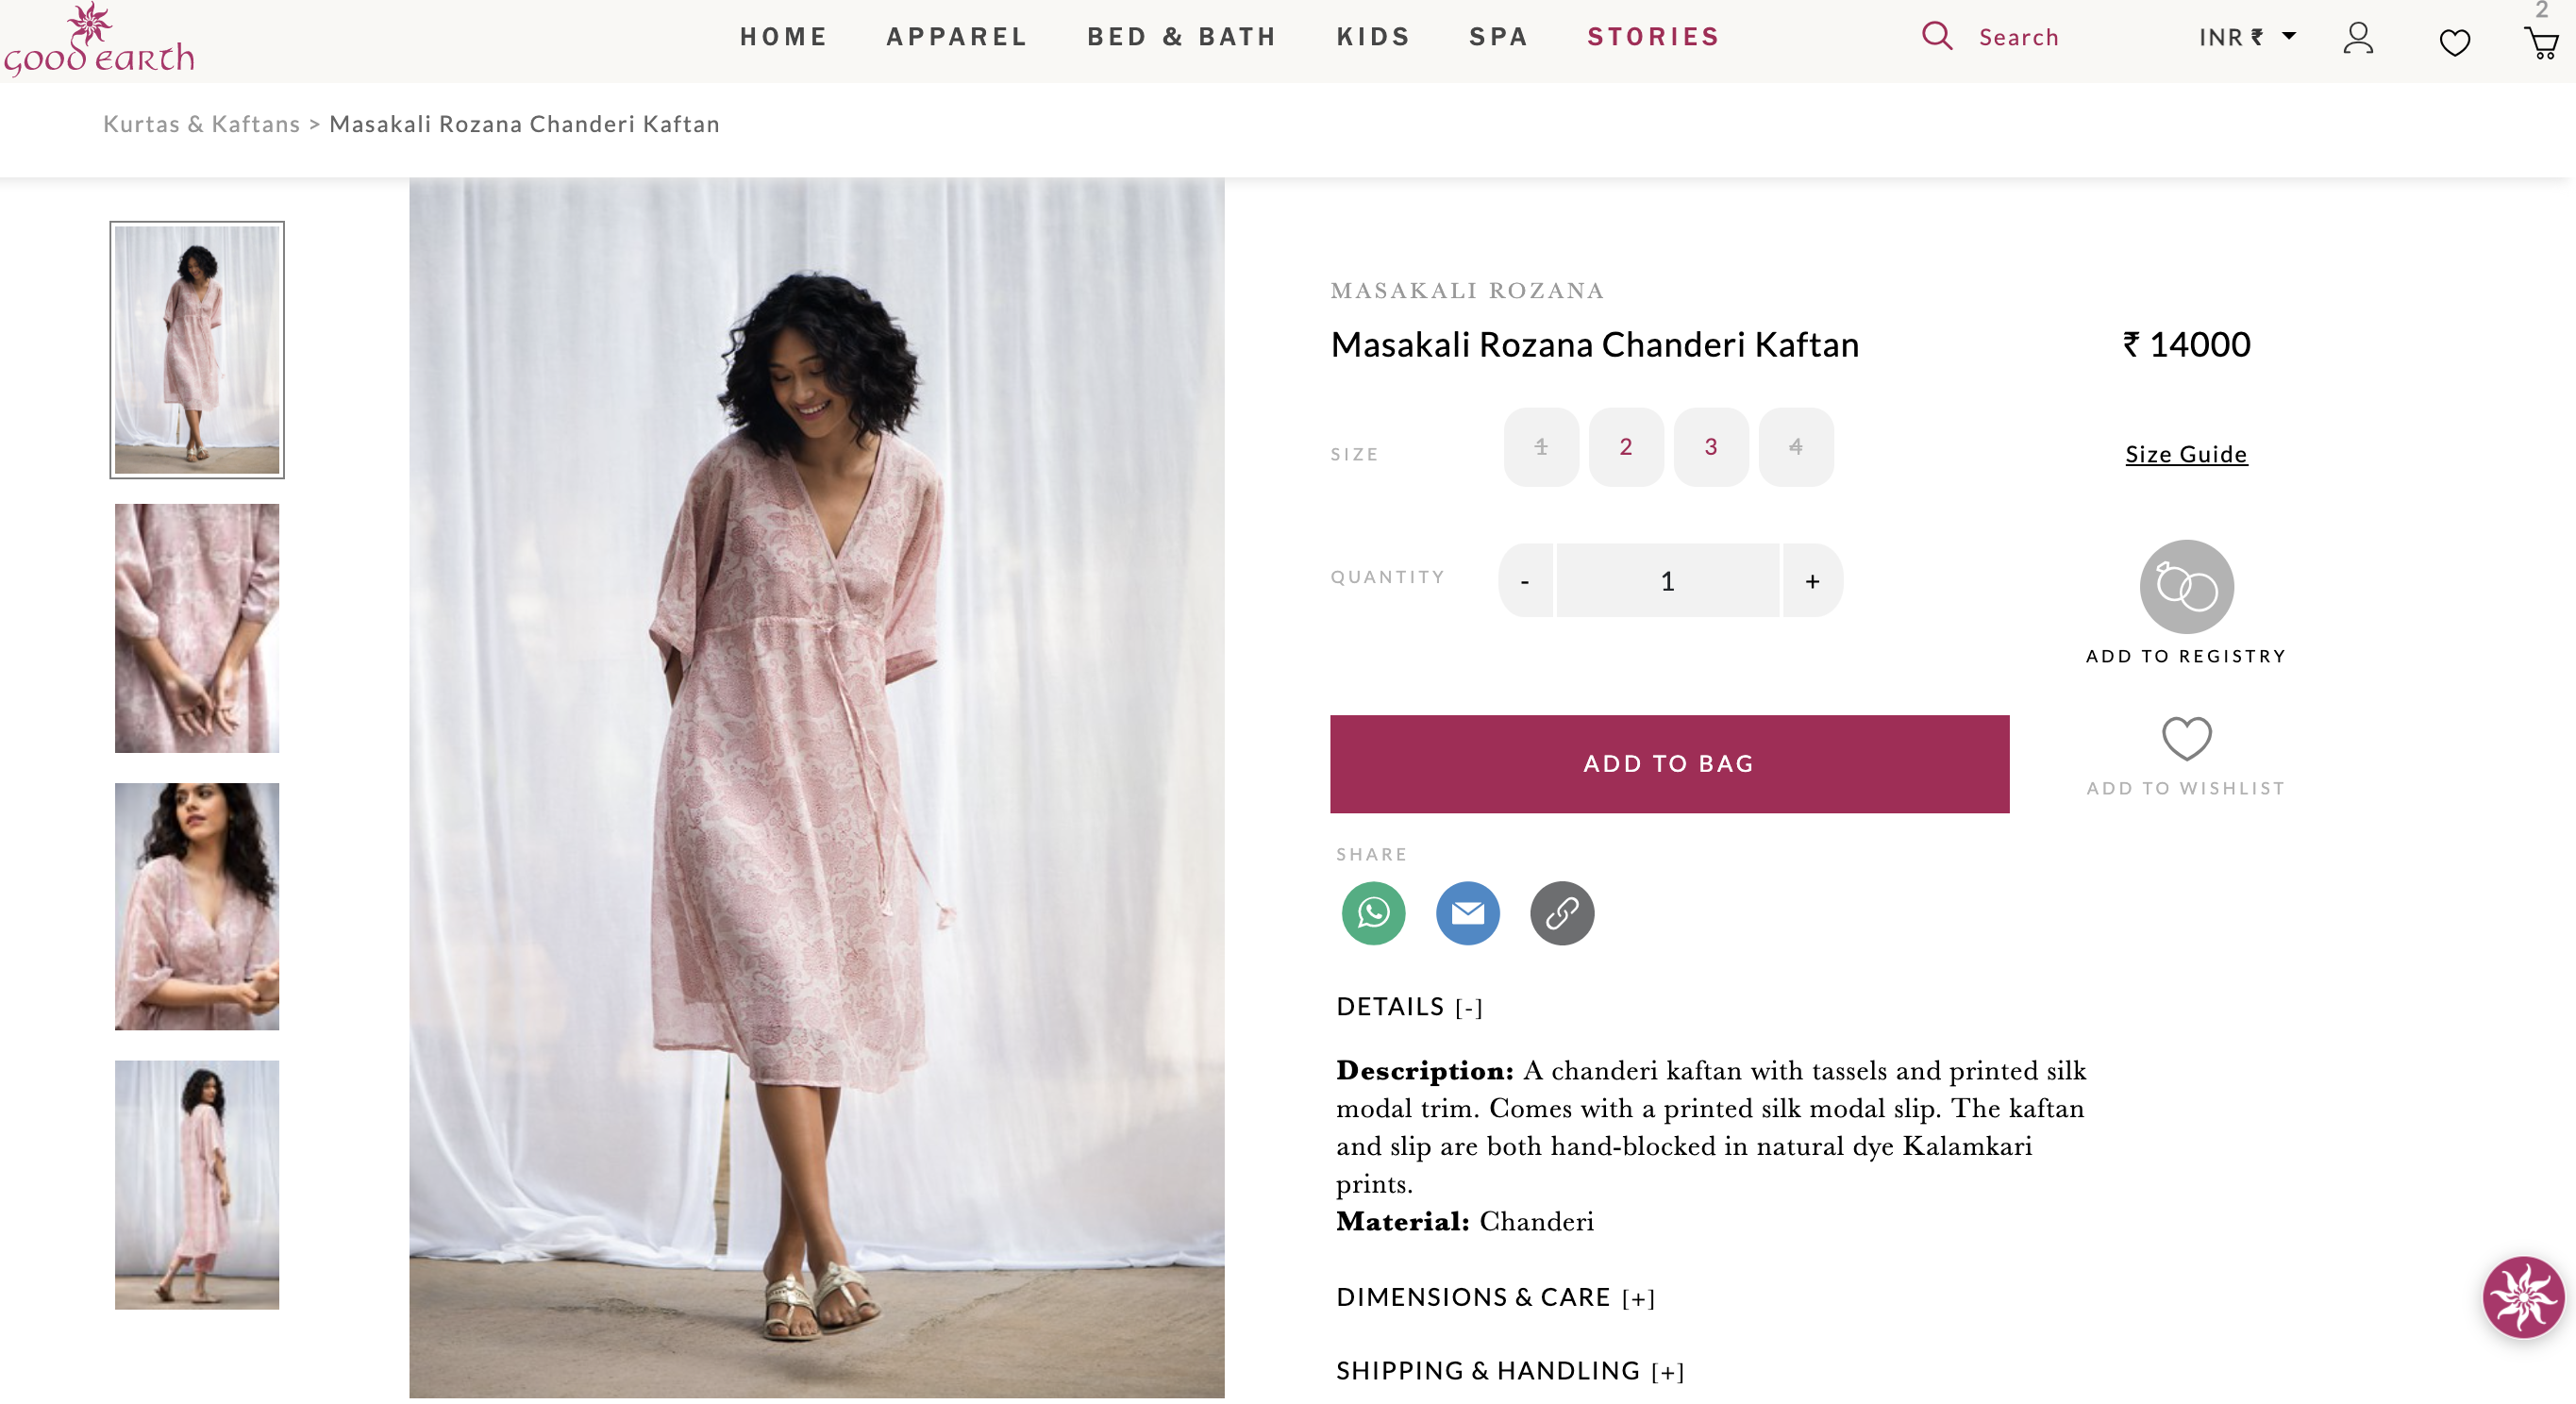 good earth
HOME APPAREL BED & BATH KIDS SPA STORIES
Search
INR ₹
2
Kurtas & Kaftans > Masakali Rozana Chanderi Kaftan
MASAKALI ROZANA
Masakali Rozana Chanderi Kaftan
₹ 14000
SIZE
1 2 3 4
Size Guide
QUANTITY
- 1 +
ADD TO REGISTRY
ADD TO BAG
ADD TO WISHLIST
SHARE
DETAILS [-]
Description: A chanderi kaftan with tassels and printed silk
modal trim. Comes with a printed silk modal slip. The kaftan
and slip are both hand-blocked in natural dye Kalamkari
prints.
Material: Chanderi
DIMENSIONS & CARE [+]
SHIPPING & HANDLING [+]